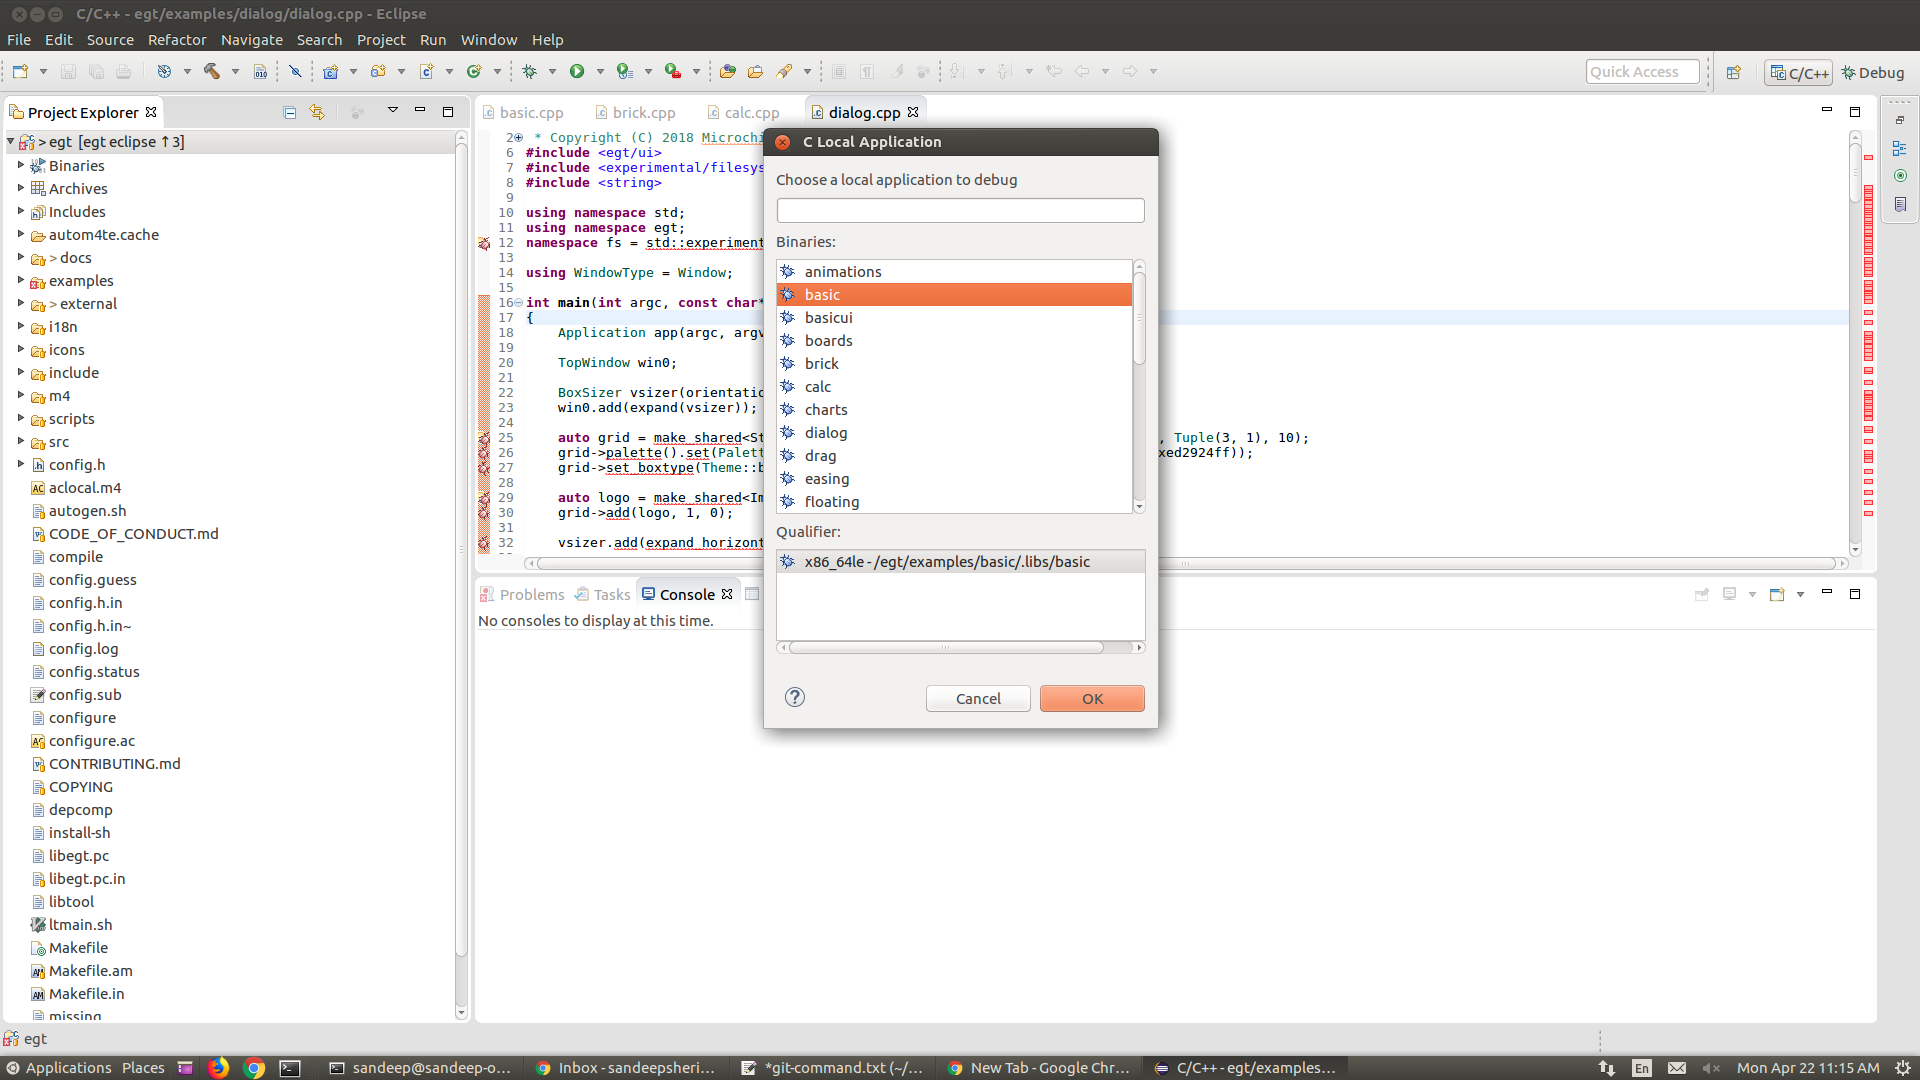 C/C++ - egt/examples/dialog/dialog.cpp - Eclipse
File Edit Source Refactor Navigate Search Project Run Window Help
Quick Access C/C++ Debug
Project Explorer
> egt [egt eclipse ↑3]
Binaries
Archives
Includes
autom4te.cache
> docs
examples
> external
i18n
icons
include
m4
scripts
src
config.h
aclocal.m4
autogen.sh
CODE_OF_CONDUCT.md
compile
config.guess
config.h.in
config.h.in~
config.log
config.status
config.sub
configure
configure.ac
CONTRIBUTING.md
COPYING
depcomp
install-sh
libegt.pc
libegt.pc.in
libtool
ltmain.sh
Makefile
Makefile.am
Makefile.in
missing
basic.cpp brick.cpp calc.cpp dialog.cpp
2 * Copyright (C) 2018 Microchi
6 #include <egt/ui>
7 #include <experimental/filesys
8 #include <string>
9
10 using namespace std;
11 using namespace egt;
12 namespace fs = std::experiment
13
14 using WindowType = Window;
15
16 int main(int argc, const char*
17 {
18 Application app(argc, argv
19
20 TopWindow win0;
21
22 BoxSizer vsizer(orientatio
23 win0.add(expand(vsizer));
24
25 auto grid = make_shared<St , Tuple(3, 1), 10);
26 grid->palette().set(Palett xed2924ff));
27 grid->set_boxtype(Theme::b
28
29 auto logo = make_shared<Im
30 grid->add(logo, 1, 0);
31
32 vsizer.add(expand_horizont
C Local Application
Choose a local application to debug
Binaries:
animations
basic
basicui
boards
brick
calc
charts
dialog
drag
easing
floating
Qualifier:
x86_64le - /egt/examples/basic/.libs/basic
Cancel OK
Problems Tasks Console
No consoles to display at this time.
egt
Applications Places sandeep@sandeep-o... Inbox - sandeepsheri... *git-command.txt (~/... New Tab - Google Chr... C/C++ - egt/examples... En Mon Apr 22 11:15 AM